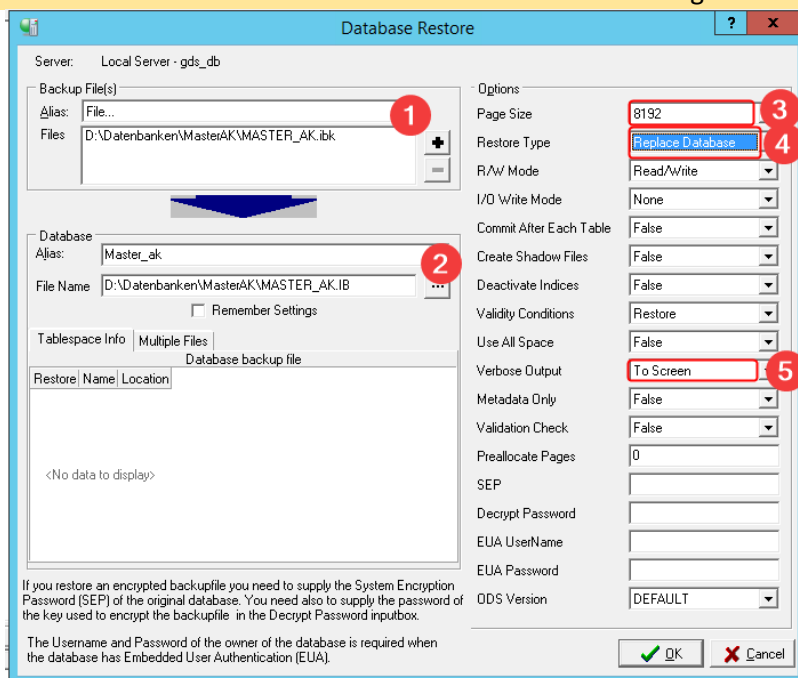 Database Restore
? x
Server: Local Server - gds_db
Backup File(s)
Alias: File...
1
Files D:\Datenbanken\MasterAK\MASTER_AK.ibk
Database
Alias: Master_ak
2
File Name D:\Datenbanken\MasterAK\MASTER_AK.IB ...
Remember Settings
Tablespace Info Multiple Files
Database backup file
Restore Name Location
<No data to display>
If you restore an encrypted backupfile you need to supply the System Encryption
Password (SEP) of the original database. You need also to supply the password of
the key used to encrypt the backupfile in the Decrypt Password inputbox.
The Username and Password of the owner of the database is required when
the database has Embedded User Authentication (EUA).
Options
Page Size 8192 3
Restore Type Replace Database 4
R/W Mode Read/Write
I/O Write Mode None
Commit After Each Table False
Create Shadow Files False
Deactivate Indices False
Validity Conditions Restore
Use All Space False
Verbose Output To Screen 5
Metadata Only False
Validation Check False
Preallocate Pages 0
SEP
Decrypt Password
EUA UserName
EUA Password
ODS Version DEFAULT
OK Cancel